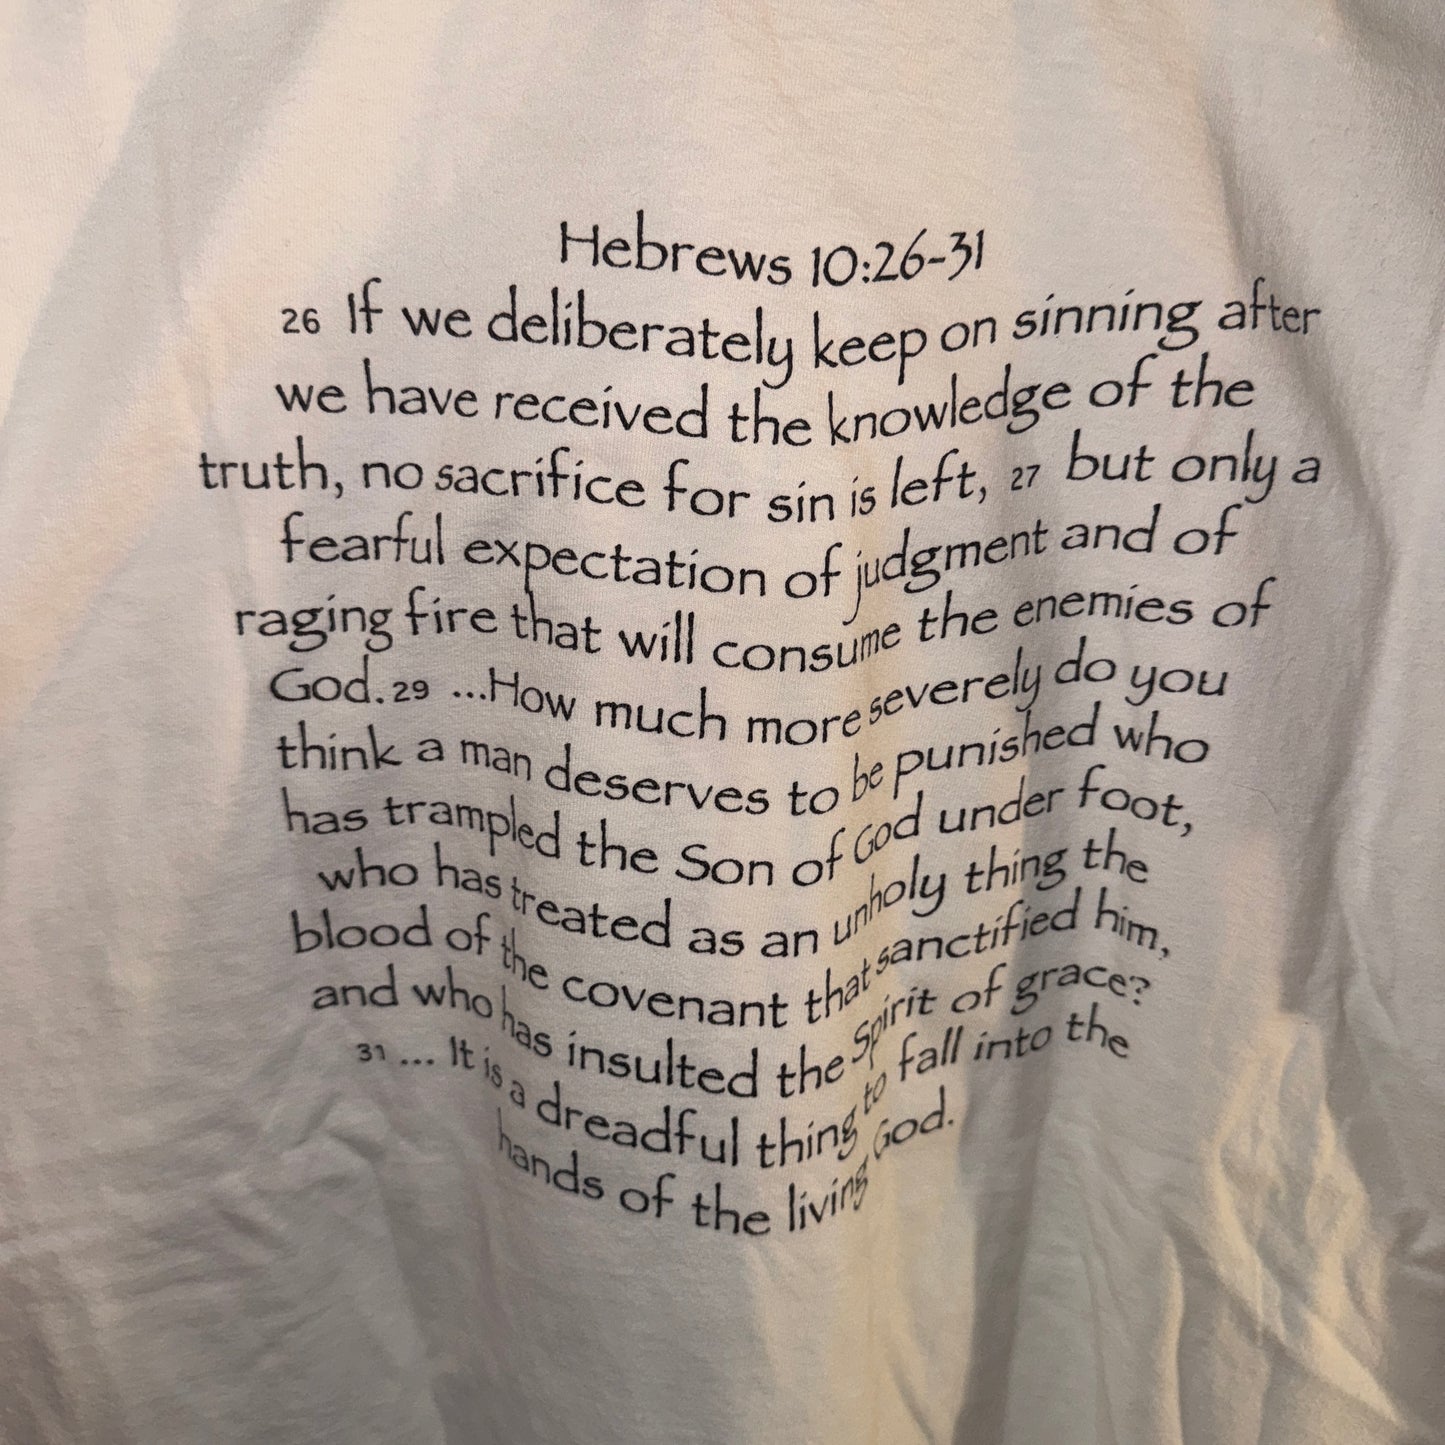 Hebrews 10:26-31
26 If we deliberately keep on sinning after
we have received the knowledge of the
truth, no sacrifice for sin is left, 27 but only a
fearful expectation of judgment and of
raging fire that will consume the enemies of
God. 29 ...How much more severely do you
think a man deserves to be punished who
has trampled the Son of God under foot,
who has treated as an unholy thing the
blood of the covenant that sanctified him,
and who has insulted the Spirit of grace?
31 ... It is a dreadful thing to fall into the
hands of the living God.